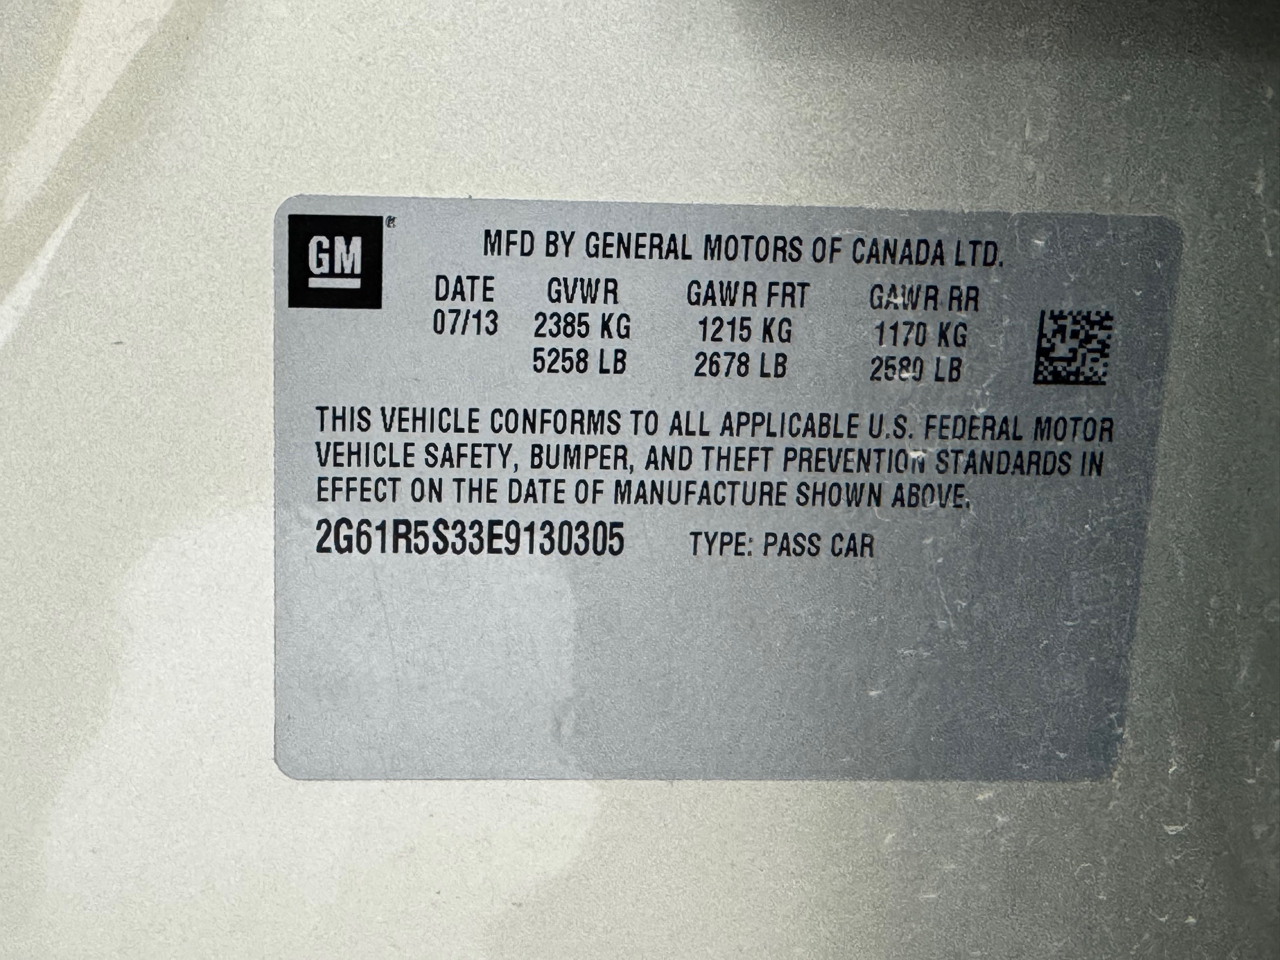 GM ®
MFD BY GENERAL MOTORS OF CANADA LTD.
DATE GVWR GAWR FRT GAWR RR
07/13 2385 KG 1215 KG 1170 KG
5258 LB 2678 LB 2580 LB
THIS VEHICLE CONFORMS TO ALL APPLICABLE U.S. FEDERAL MOTOR
VEHICLE SAFETY, BUMPER, AND THEFT PREVENTION STANDARDS IN
EFFECT ON THE DATE OF MANUFACTURE SHOWN ABOVE.
2G61R5S33E9130305 TYPE: PASS CAR